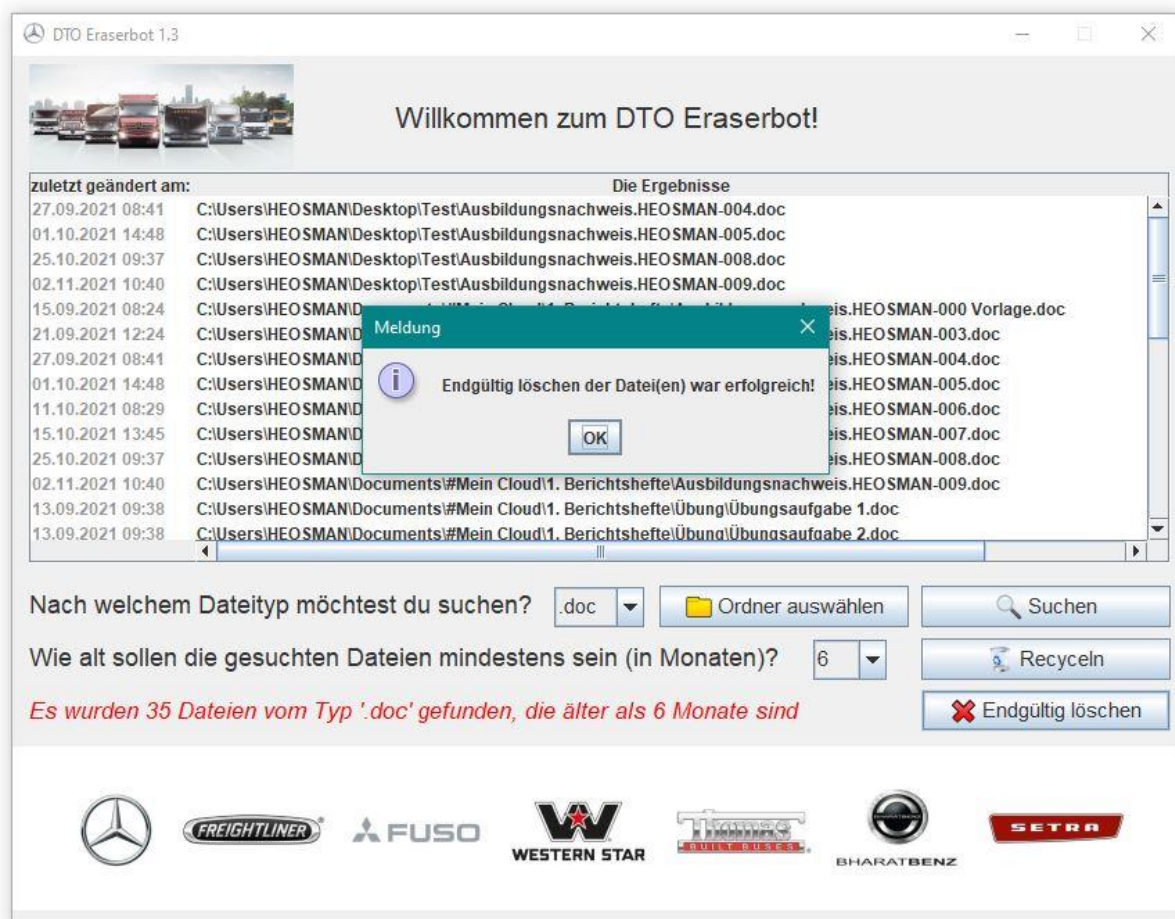 DTO Eraserbot 1.3
Willkommen zum DTO Eraserbot!
zuletzt geändert am: Die Ergebnisse
27.09.2021 08:41 C:\Users\HEOSMAN\Desktop\Test\Ausbildungsnachweis.HEOSMAN-004.doc
01.10.2021 14:48 C:\Users\HEOSMAN\Desktop\Test\Ausbildungsnachweis.HEOSMAN-005.doc
25.10.2021 09:37 C:\Users\HEOSMAN\Desktop\Test\Ausbildungsnachweis.HEOSMAN-008.doc
02.11.2021 10:40 C:\Users\HEOSMAN\Desktop\Test\Ausbildungsnachweis.HEOSMAN-009.doc
15.09.2021 08:24 C:\Users\HEOSMAN\D eis.HEOSMAN-000 Vorlage.doc
21.09.2021 12:24 C:\Users\HEOSMAN\D eis.HEOSMAN-003.doc
27.09.2021 08:41 C:\Users\HEOSMAN\D eis.HEOSMAN-004.doc
01.10.2021 14:48 C:\Users\HEOSMAN\D eis.HEOSMAN-005.doc
11.10.2021 08:29 C:\Users\HEOSMAN\D eis.HEOSMAN-006.doc
15.10.2021 13:45 C:\Users\HEOSMAN\D eis.HEOSMAN-007.doc
25.10.2021 09:37 C:\Users\HEOSMAN\D eis.HEOSMAN-008.doc
02.11.2021 10:40 C:\Users\HEOSMAN\Documents\#Mein Cloud\1. Berichtshefte\Ausbildungsnachweis.HEOSMAN-009.doc
13.09.2021 09:38 C:\Users\HEOSMAN\Documents\#Mein Cloud\1. Berichtshefte\Übung\Übungsaufgabe 1.doc
13.09.2021 09:38 C:\Users\HEOSMAN\Documents\#Mein Cloud\1. Berichtshefte\Übung\Übungsaufgabe 2.doc
Meldung
Endgültig löschen der Datei(en) war erfolgreich!
OK
Nach welchem Dateityp möchtest du suchen? .doc Ordner auswählen Suchen
Wie alt sollen die gesuchten Dateien mindestens sein (in Monaten)? 6 Recyceln
Es wurden 35 Dateien vom Typ '.doc' gefunden, die älter als 6 Monate sind Endgültig löschen
FREIGHTLINER FUSO WESTERN STAR Thomas BUILT BUSES BHARATBENZ SETRA